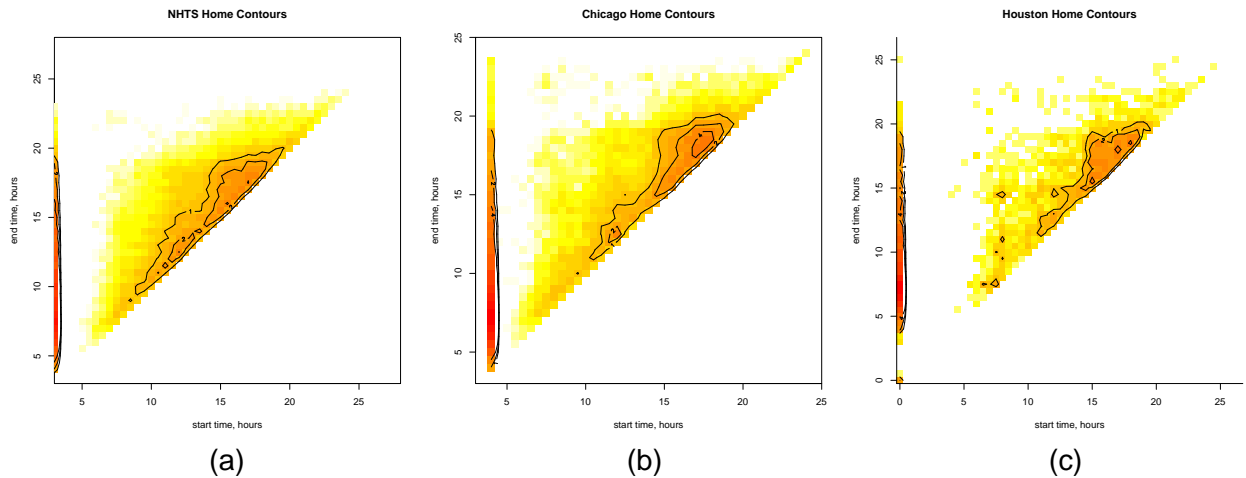 NHTS Home Contours
end time, hours
5 10 15 20 25
5 10 15 20 25
start time, hours
(a)
Chicago Home Contours
end time, hours
5 10 15 20 25
5 10 15 20 25
start time, hours
(b)
Houston Home Contours
end time, hours
0 5 10 15 20 25
0 5 10 15 20 25
start time, hours
(c)